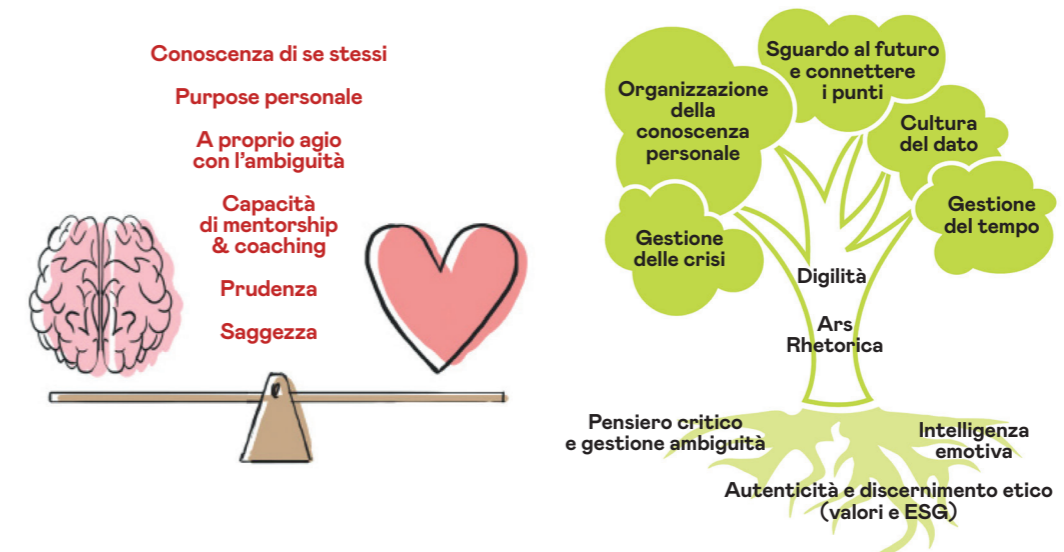 Conoscenza di se stessi
Purpose personale
A proprio agio
con l'ambiguità
Capacità
di mentorship
& coaching
Prudenza
Saggezza
Sguardo al futuro
e connettere
i punti
Organizzazione
della
conoscenza
personale
Cultura
del dato
Gestione
del tempo
Gestione
delle crisi
Digilità
Ars
Rhetorica
Pensiero critico
e gestione ambiguità
Intelligenza
emotiva
Autenticità e discernimento etico
(valori e ESG)